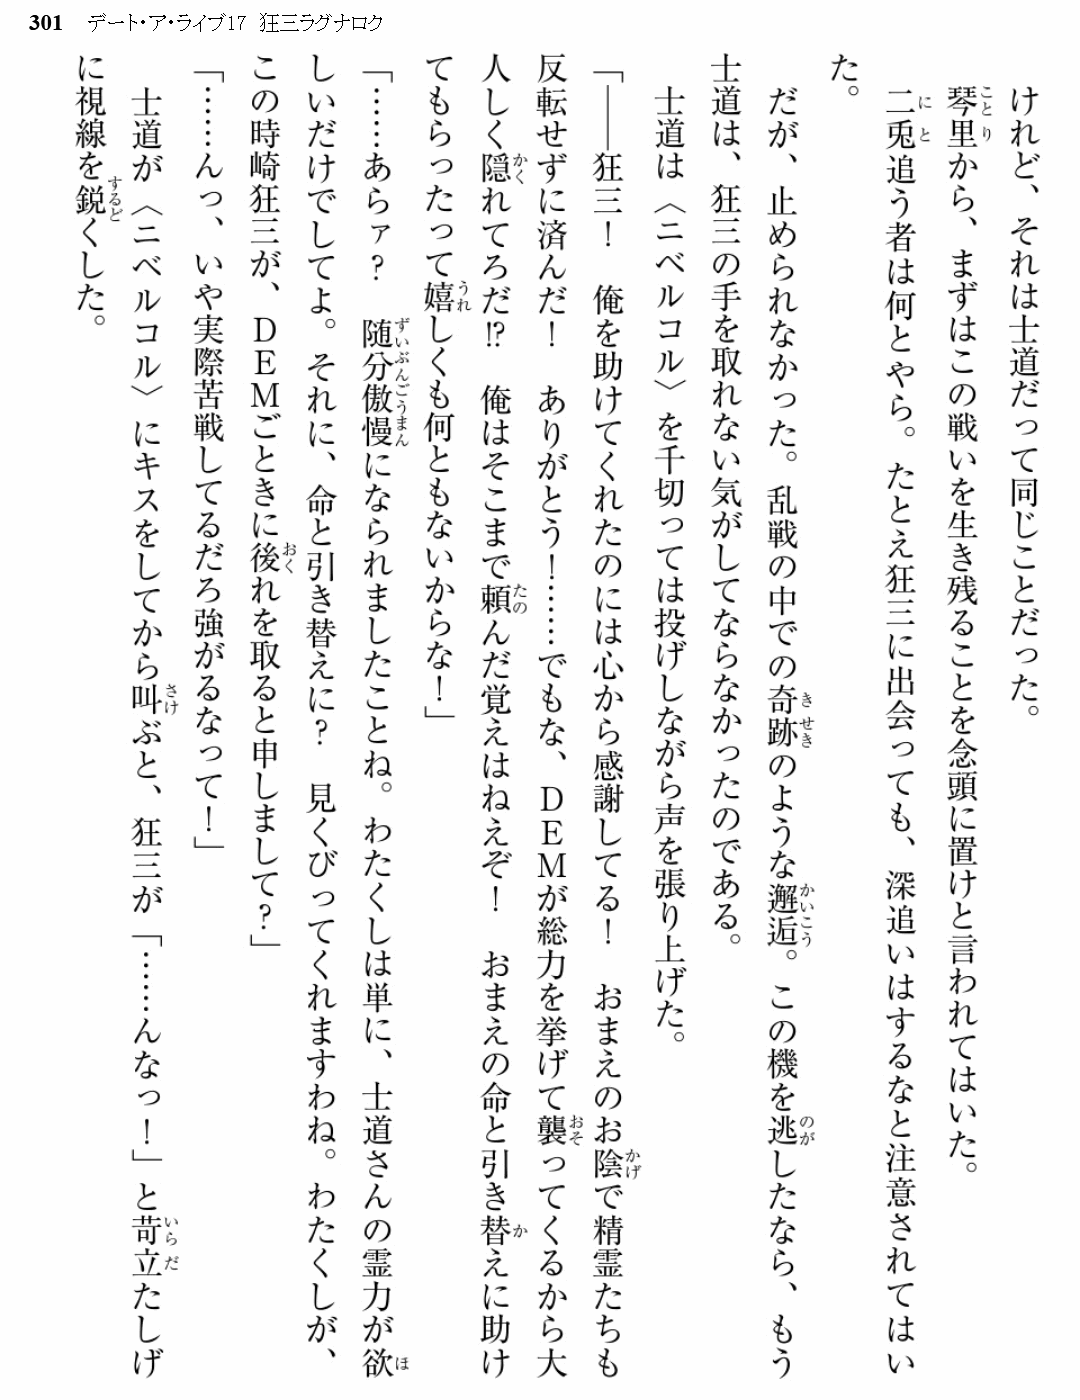 301 デート・ア・ライブ17 狂三ラグナロク
けれど、それは士道だって同じことだった。
琴里から、まずはこの戦いを生き残ることを念頭に置けと言われてはいた。
二兎追う者は何とやら。たとえ狂三に出会っても、深追いはするなと注意されてはい
た。
だが、止められなかった。乱戦の中での奇跡のような邂逅。この機を逃したなら、もう
士道は、狂三の手を取れない気がしてならなかったのである。
士道は〈ニベルコル〉を千切っては投げしながら声を張り上げた。
「――狂三！　俺を助けてくれたのには心から感謝してる！　おまえのお陰で精霊たちも
反転せずに済んだ！　ありがとう！……でもな、ＤＥＭが総力を挙げて襲ってくるから大
人しく隠れてろだ!?　俺はそこまで頼んだ覚えはねえぞ！　おまえの命と引き替えに助け
てもらったって嬉しくも何ともないからな！」
「……あらァ？　随分傲慢になられましたことね。わたくしは単に、士道さんの霊力が欲
しいだけでしてよ。それに、命と引き替えに？　見くびってくれますわね。わたくしが、
この時崎狂三が、ＤＥＭごときに後れを取ると申しまして？」
「……んっ、いや実際苦戦してるだろ強がるなって！」
士道が〈ニベルコル〉にキスをしてから叫ぶと、狂三が「……んなっ！」と苛立たしげ
に視線を鋭くした。